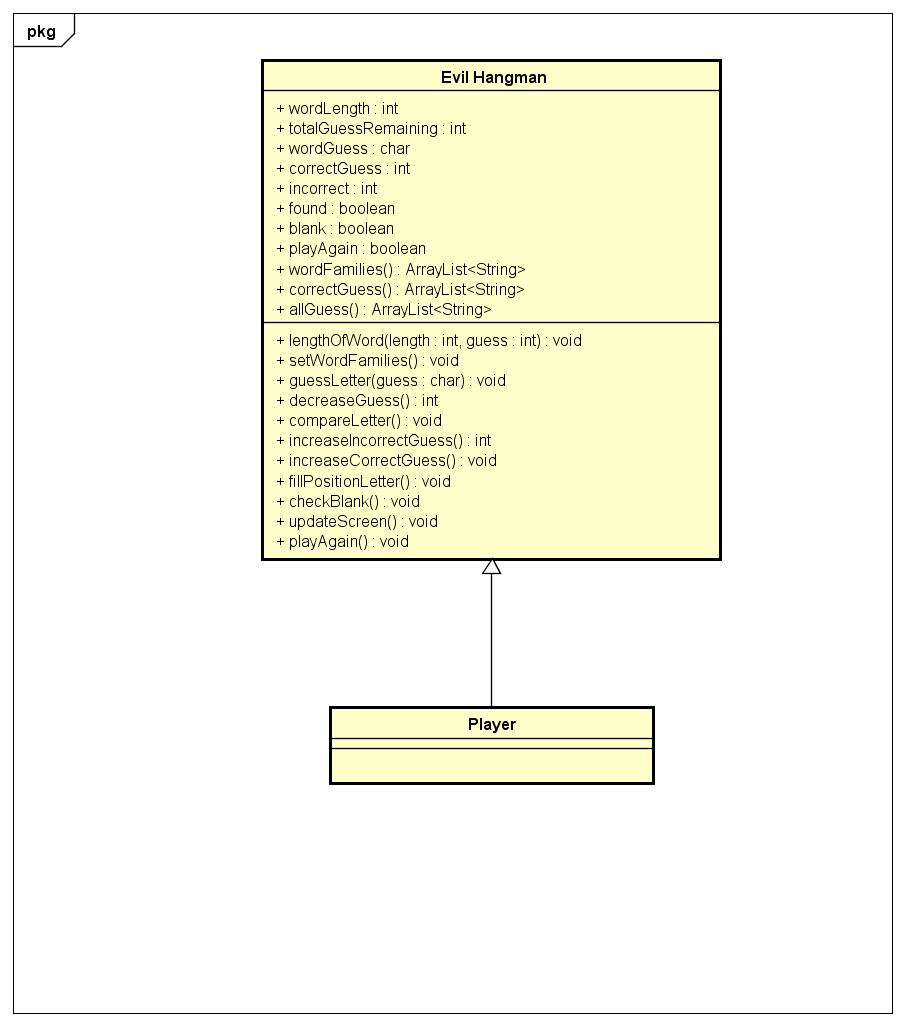 pkg
Evil Hangman
+ wordLength : int
+ totalGuessRemaining : int
+ wordGuess : char
+ correctGuess : int
+ incorrect : int
+ found : boolean
+ blank : boolean
+ playAgain : boolean
+ wordFamilies() : ArrayList<String>
+ correctGuess() : ArrayList<String>
+ allGuess() : ArrayList<String>
+ lengthOfWord(length : int, guess : int) : void
+ setWordFamilies() : void
+ guessLetter(guess : char) : void
+ decreaseGuess() : int
+ compareLetter() : void
+ increaseIncorrectGuess() : int
+ increaseCorrectGuess() : void
+ fillPositionLetter() : void
+ checkBlank() : void
+ updateScreen() : void
+ playAgain() : void
Player